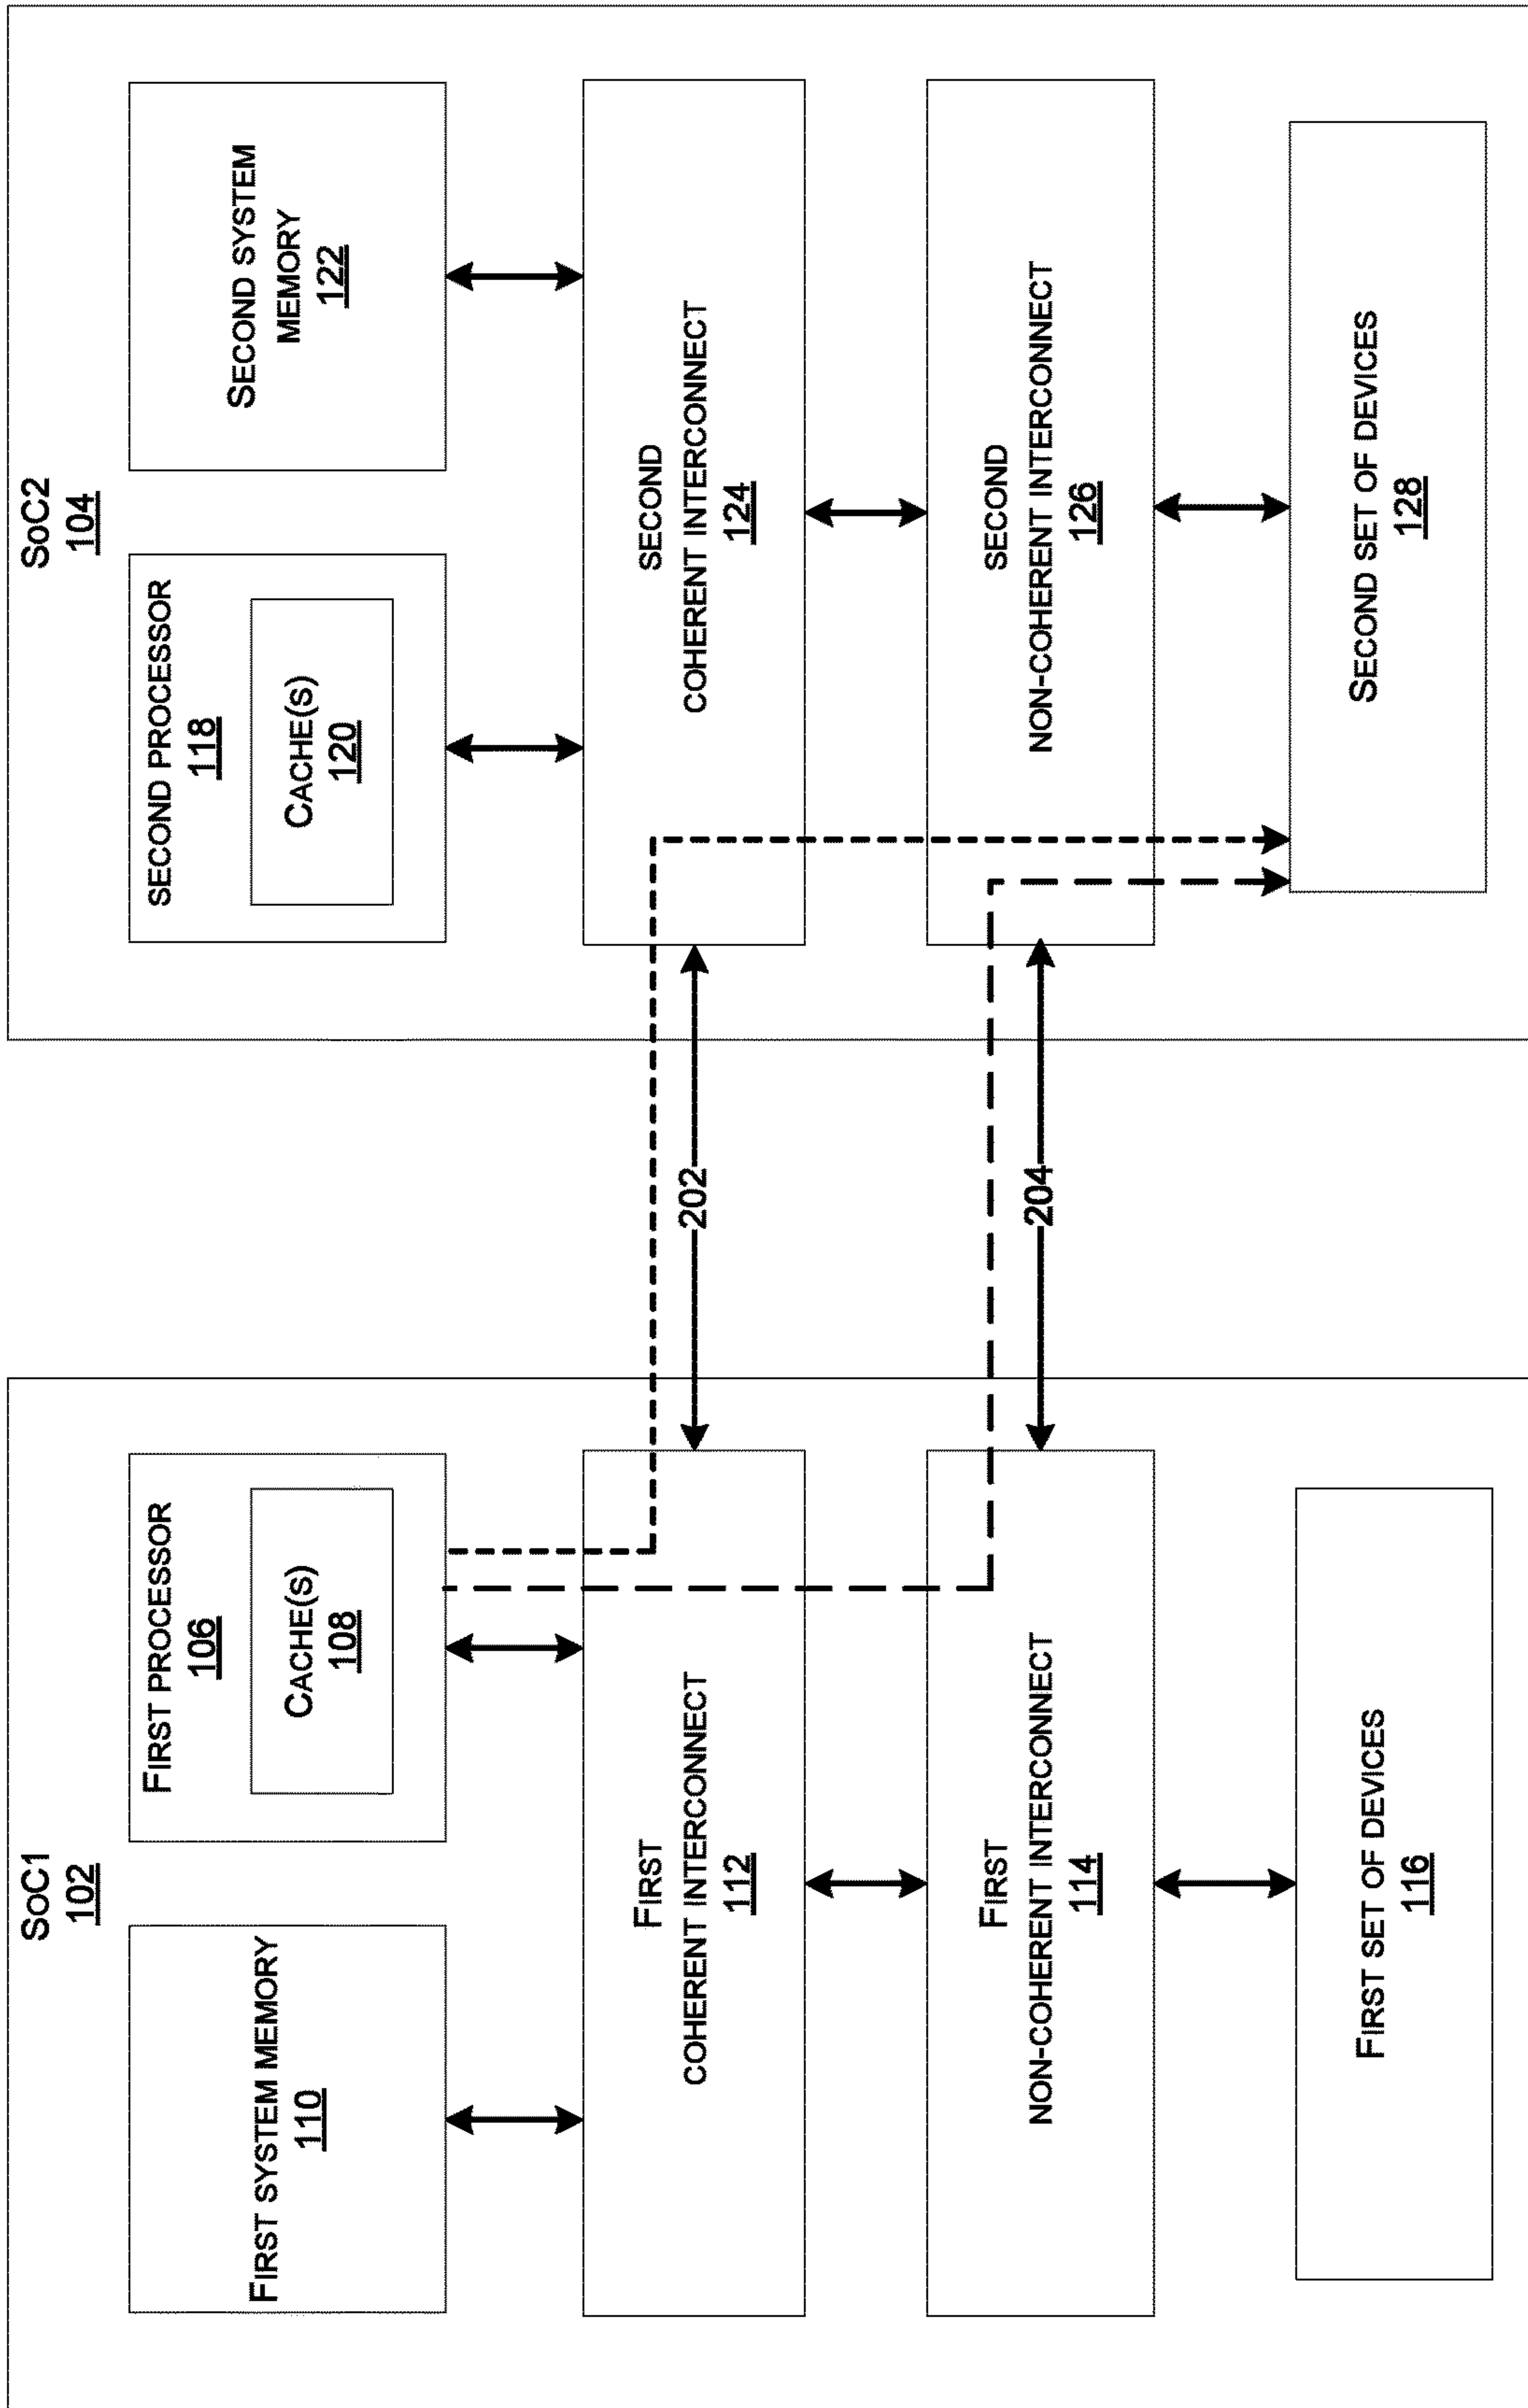 SoC1
102
FIRST SYSTEM MEMORY
110
FIRST PROCESSOR
106
CACHE(S)
108
FIRST
COHERENT INTERCONNECT
112
FIRST
NON-COHERENT INTERCONNECT
114
FIRST SET OF DEVICES
116
202
204
SoC2
104
SECOND PROCESSOR
118
CACHE(S)
120
SECOND SYSTEM
MEMORY
122
SECOND
COHERENT INTERCONNECT
124
SECOND
NON-COHERENT INTERCONNECT
126
SECOND SET OF DEVICES
128